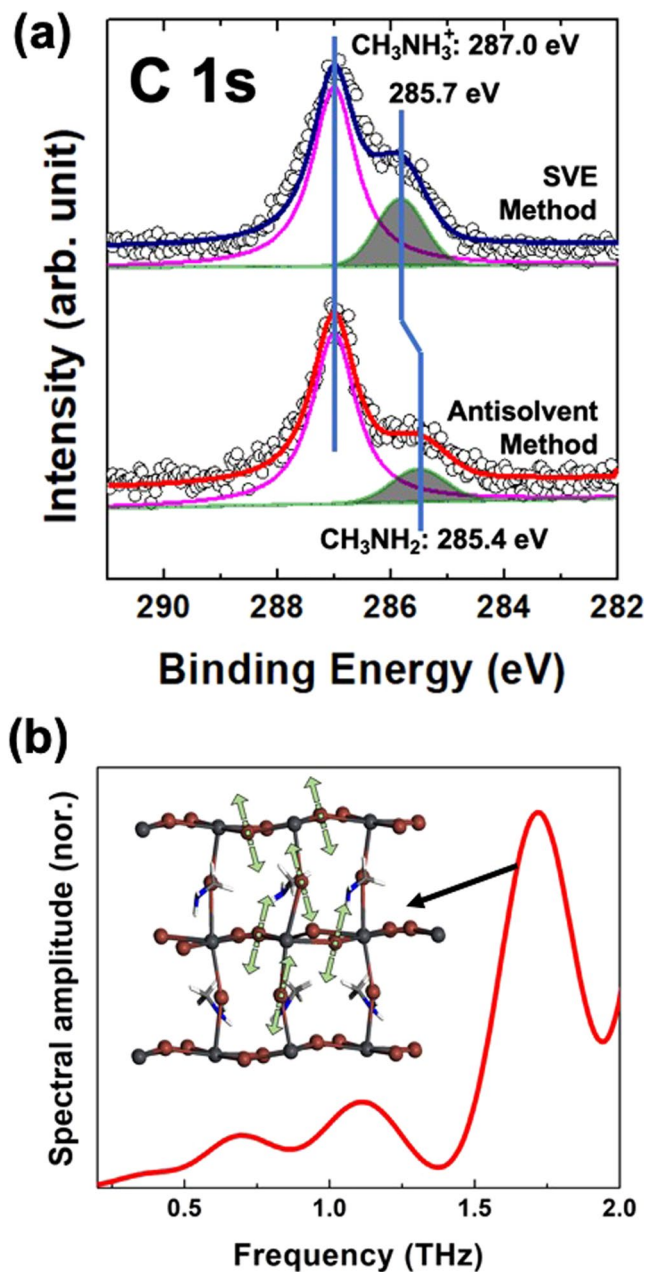 (a)
C 1s
CH₃NH₃⁺: 287.0 eV
285.7 eV
SVE
Method
Antisolvent
Method
CH₃NH₂: 285.4 eV
Intensity (arb. unit)
290 288 286 284 282
Binding Energy (eV)
(b)
Spectral amplitude (nor.)
0.5 1.0 1.5 2.0
Frequency (THz)